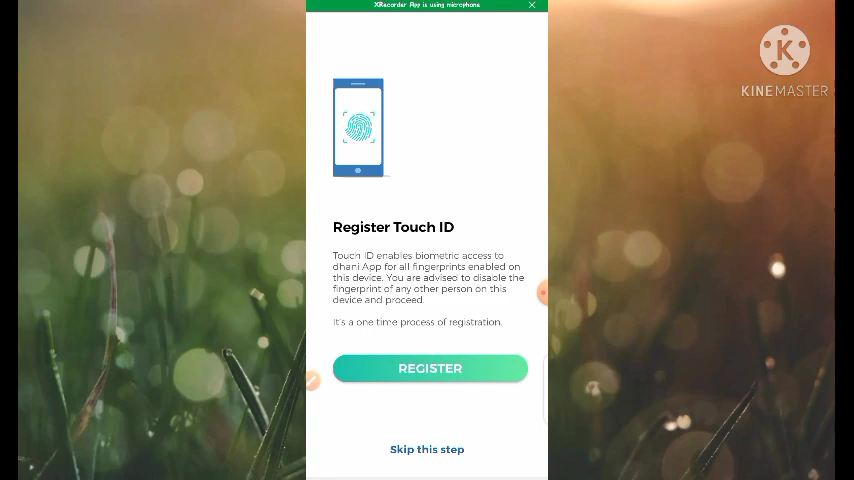 XRecorder App is using microphone
KINEMASTER
Register Touch ID
Touch ID enables biometric access to
dhani App for all fingerprints enabled on
this device. You are advised to disable the
fingerprint of any other person on this
device and proceed.
It's a one time process of registration.
REGISTER
Skip this step